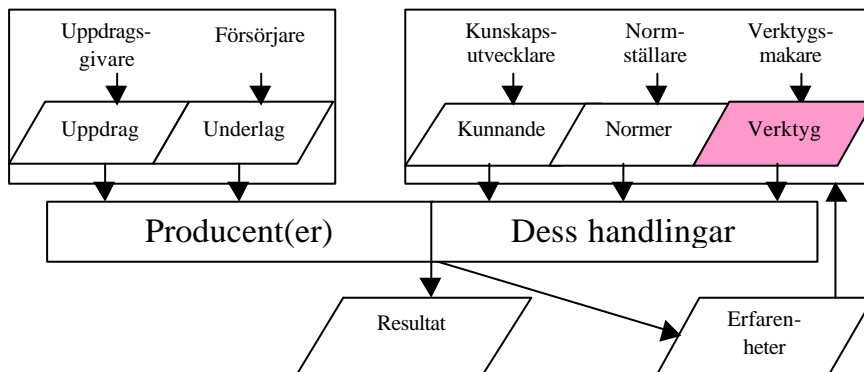 Uppdrags-
givare
Försörjare
Kunskaps-
utvecklare
Norm-
ställare
Verktygs-
makare
Uppdrag
Underlag
Kunnande
Normer
Verktyg
Producent(er)
Dess handlingar
Resultat
Erfaren-
heter